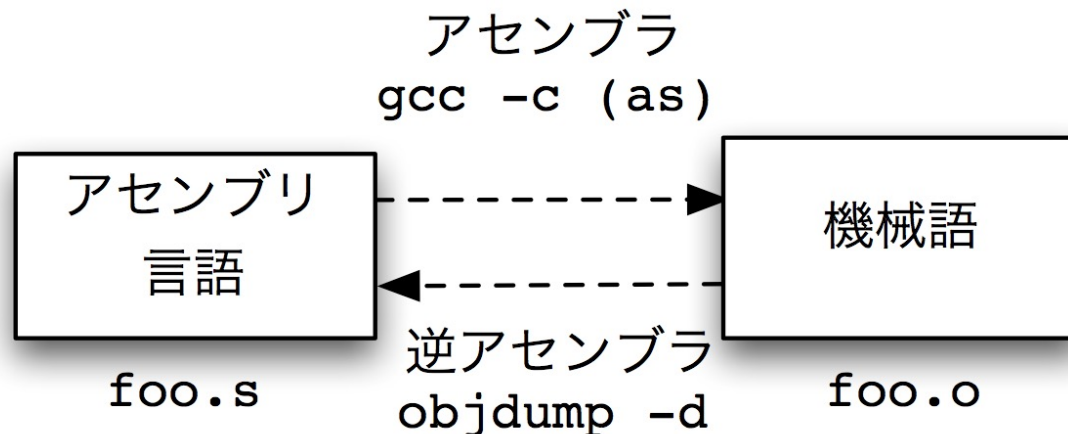 アセンブラ
gcc -c (as)
アセンブリ
言語
機械語
逆アセンブラ
objdump -d
foo.s
foo.o